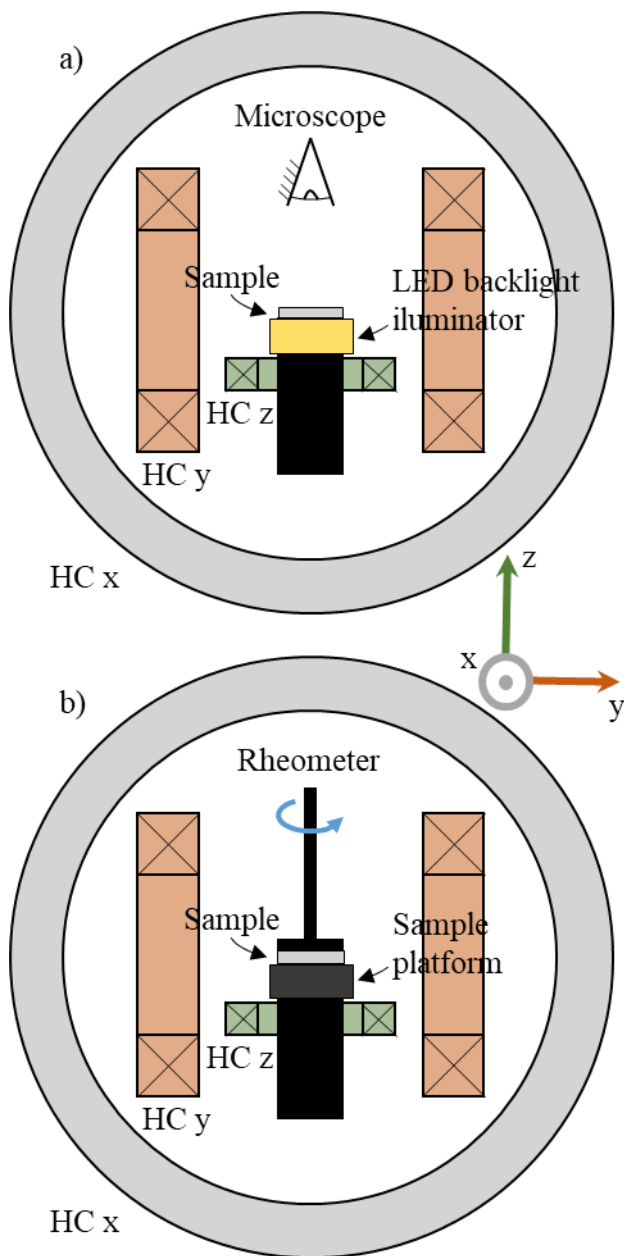 a)
Microscope
Sample
LED backlight
iluminator
HC z
HC y
HC x
z
x
y
b)
Rheometer
Sample
Sample
platform
HC z
HC y
HC x